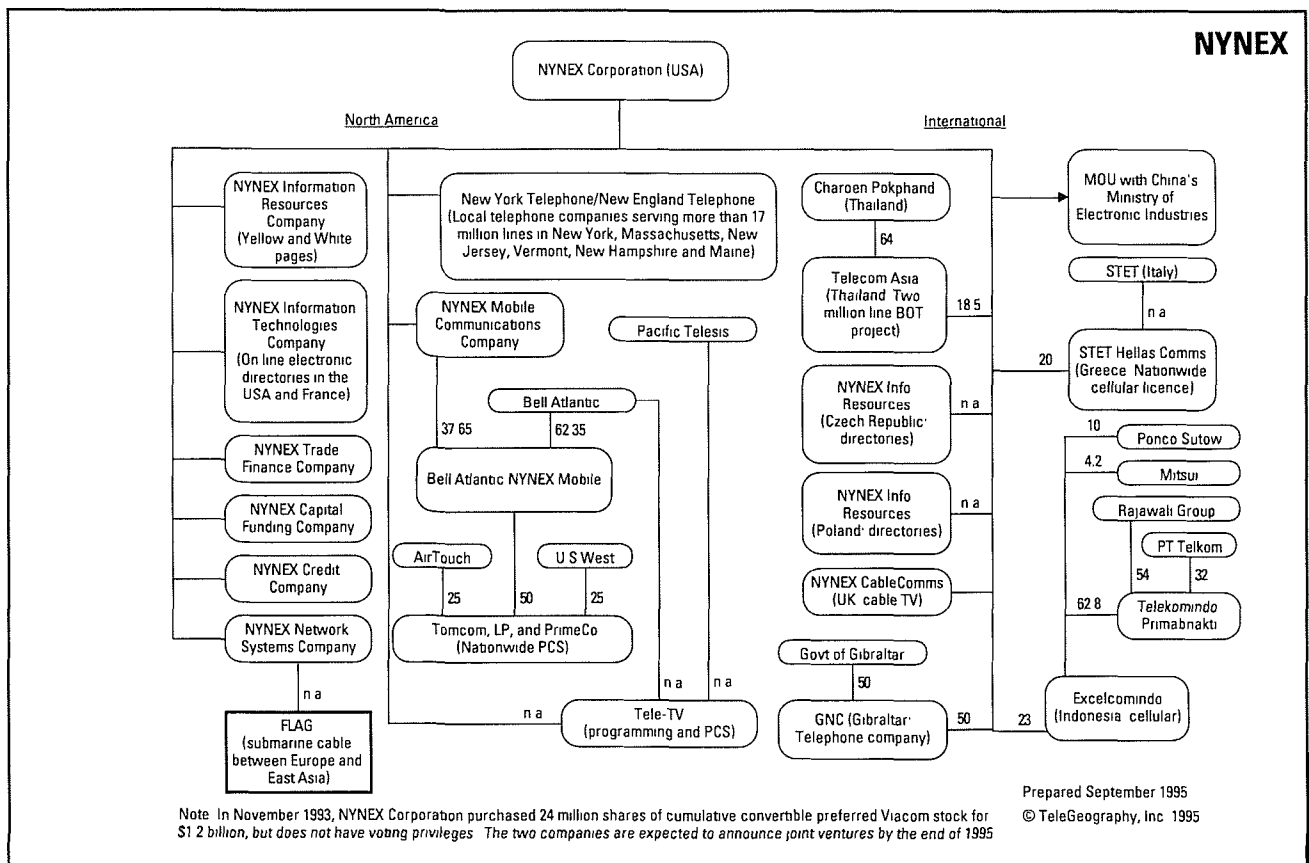 NYNEX
NYNEX Corporation (USA)
North America
International
NYNEX Information
Resources
Company
(Yellow and White
pages)
NYNEX Information
Technologies
Company
(On line electronic
directories in the
USA and France)
NYNEX Trade
Finance Company
NYNEX Capital
Funding Company
NYNEX Credit
Company
NYNEX Network
Systems Company
n a
FLAG
(submarine cable
between Europe and
East Asia)
New York Telephone/New England Telephone
(Local telephone companies serving more than 17
million lines in New York, Massachusetts, New
Jersey, Vermont, New Hampshire and Maine)
NYNEX Mobile
Communications
Company
Pacific Telesis
Bell Atlantic
37 65
62 35
Bell Atlantic NYNEX Mobile
AirTouch
U S West
25
50
25
Tomcom, LP, and PrimeCo
(Nationwide PCS)
n a
n a
n a
Tele-TV
(programming and PCS)
Charoen Pokphand
(Thailand)
64
Telecom Asia
(Thailand Two
million line BOT
project)
18 5
NYNEX Info
Resources
(Czech Republic·
directories)
n a
NYNEX Info
Resources
(Poland· directories)
n a
NYNEX CableComms
(UK cable TV)
Govt of Gibraltar
50
GNC (Gibraltar·
Telephone company)
50
MOU with China's
Ministry of
Electronic Industries
STET (Italy)
n a
20
STET Hellas Comms
(Greece Nationwide
cellular licence)
10
Ponco Sutow
4.2
Mitsui
Rajawali Group
PT Telkom
54
32
62 8
Telekomindo
Primabnakti
23
Excelcomindo
(Indonesia cellular)
Prepared September 1995
© TeleGeography, Inc 1995
Note In November 1993, NYNEX Corporation purchased 24 million shares of cumulative convertible preferred Viacom stock for
$1 2 billion, but does not have voting privileges The two companies are expected to announce joint ventures by the end of 1995